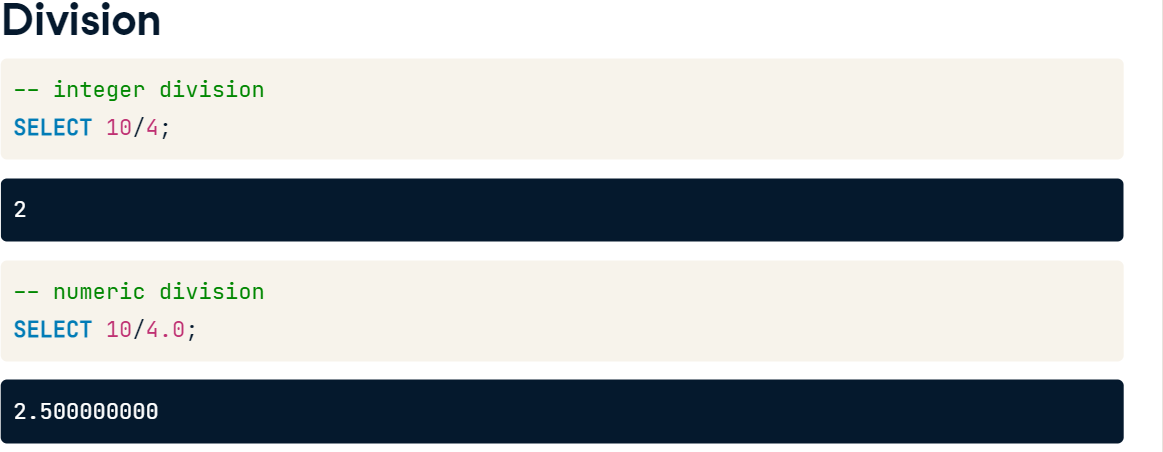 Division
-- integer division
SELECT 10/4;
2
-- numeric division
SELECT 10/4.0;
2.500000000